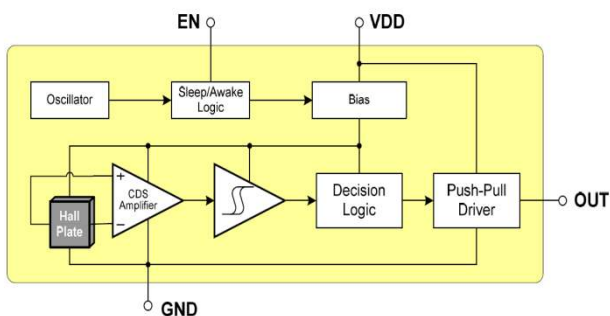 EN
VDD
Oscillator
Sleep/Awake
Logic
Bias
+
CDS
Amplifier
−
Hall
Plate
Decision
Logic
Push-Pull
Driver
OUT
GND